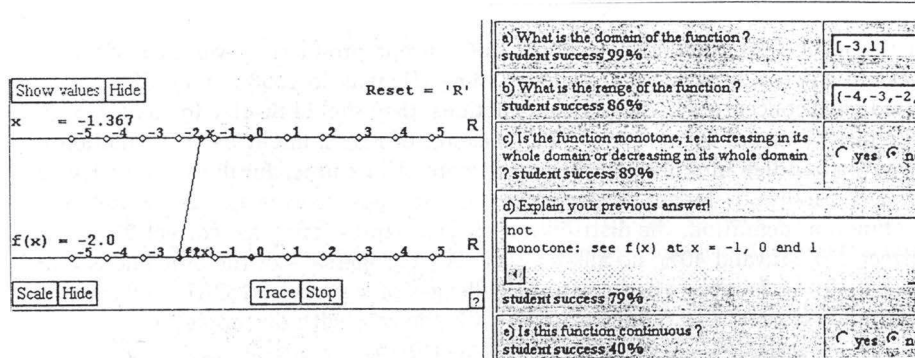 Show values Hide
Reset = 'R'
x = -1.367
-5 -4 -3 -2 x -1 0 1 2 3 4 5 R
f(x) = -2.0
-5 -4 -3 f(x) -1 0 1 2 3 4 5 R
Scale Hide
Trace Stop
?
a) What is the domain of the function ?
student success 99%
[-3,1]
b) What is the range of the function ?
student success 86%
{-4,-3,-2,
c) Is the function monotone, i.e. increasing in its
whole domain or decreasing in its whole domain
? student success 89%
yes n
d) Explain your previous answer!
not
monotone: see f(x) at x = -1, 0 and 1
student success 79%
e) Is this function continuous ?
student success 40%
yes n